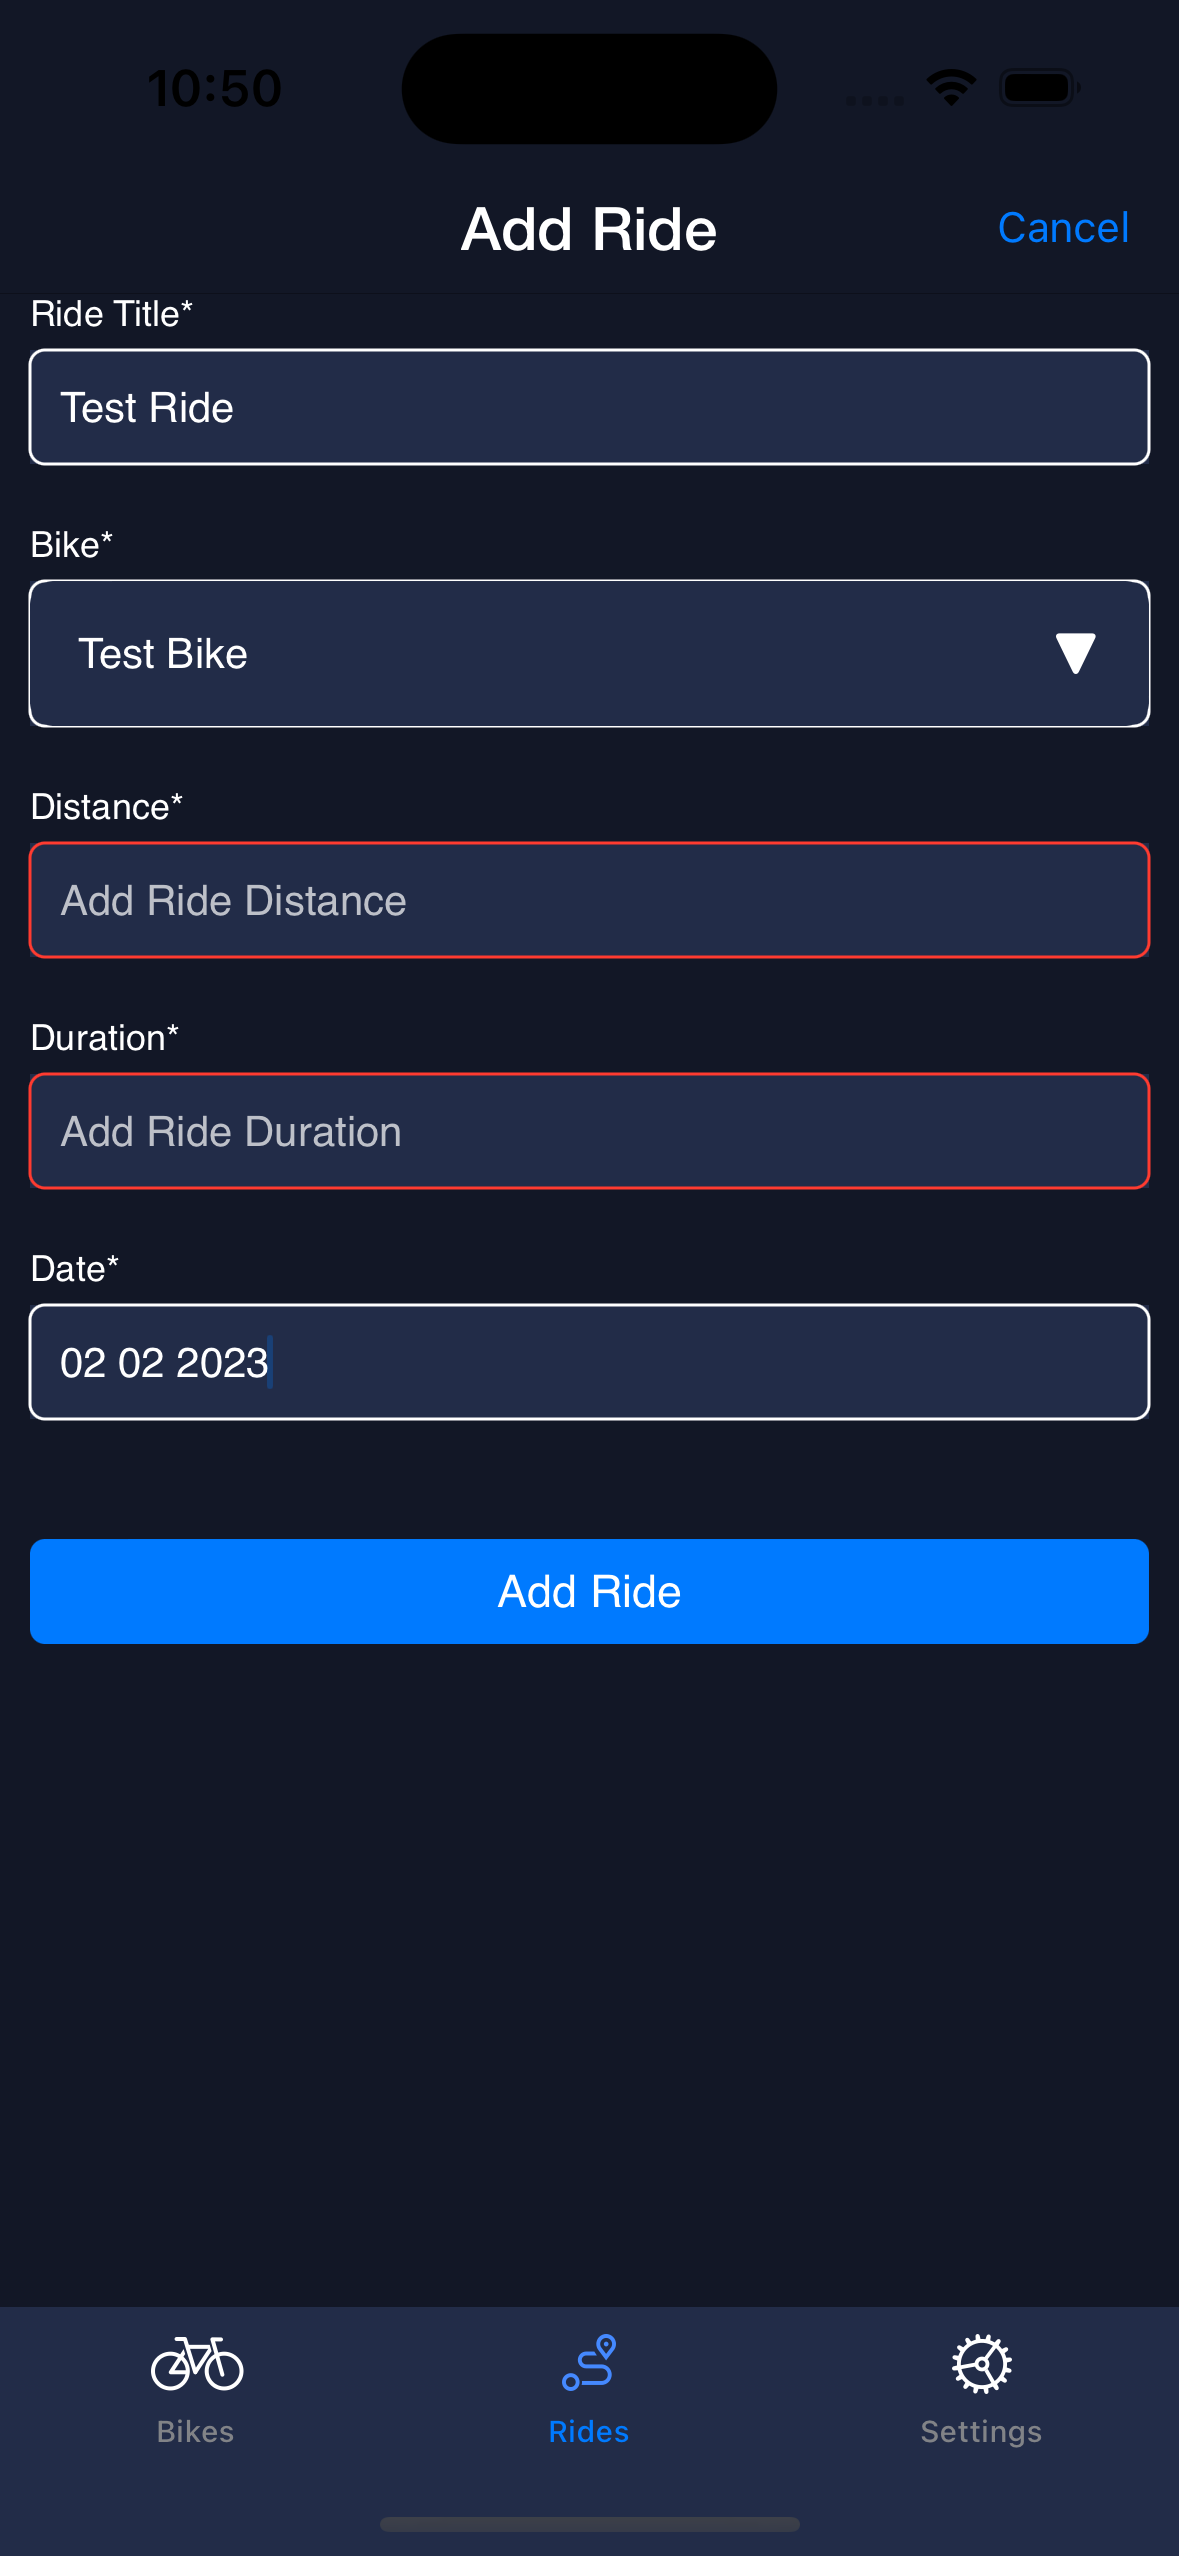 10:50
Add Ride
Cancel
Ride Title*
Test Ride
Bike*
Test Bike
Distance*
Add Ride Distance
Duration*
Add Ride Duration
Date*
02 02 2023
Add Ride
Bikes
Rides
Settings